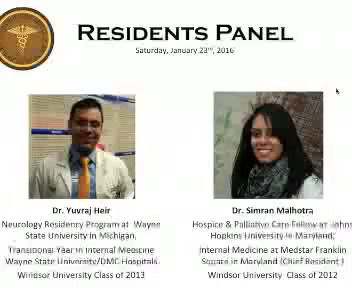 RESIDENTS PANEL
Saturday, January 23rd, 2016
Dr. Yuvraj Heir
Neurology Residency Program at Wayne
State University in Michigan,
Transitional Year in Internal Medicine
Wayne State University/DMC Hospitals.
Windsor University Class of 2013
Dr. Simran Malhotra
Hospice & Palliative Care Fellow at Johns
Hopkins University in Maryland,
Internal Medicine at Medstar Franklin
Square in Maryland (Chief Resident)
Windsor University Class of 2012